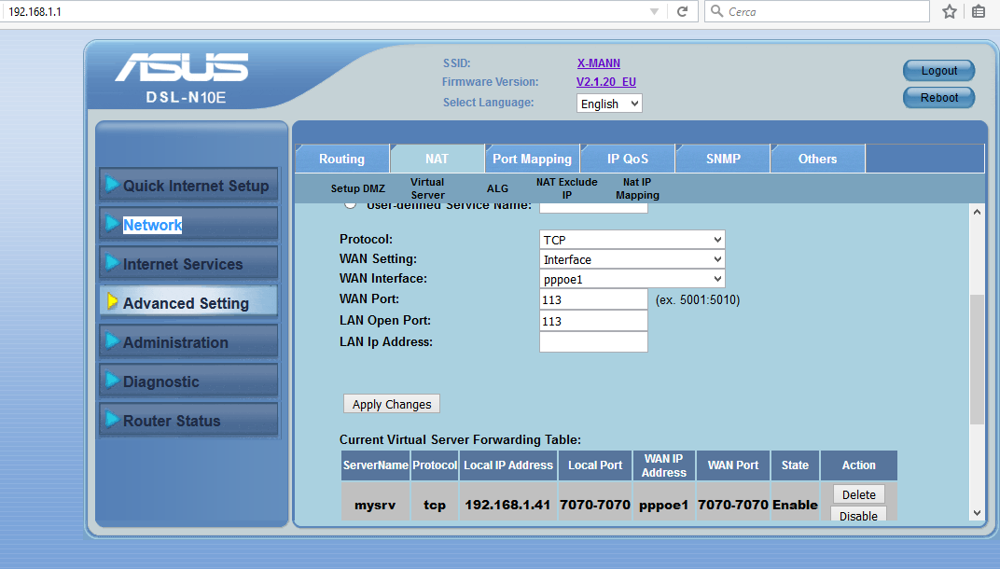 192.168.1.1
Cerca
ASUS
DSL-N10E
SSID: X-MANN
Firmware Version: V2.1.20_EU
Select Language: English
Logout
Reboot
Quick Internet Setup
Network
Internet Services
Advanced Setting
Administration
Diagnostic
Router Status
Routing NAT Port Mapping IP QoS SNMP Others
Setup DMZ Virtual Server ALG NAT Exclude IP Nat IP Mapping
User-defined Service Name:
Protocol: TCP
WAN Setting: Interface
WAN Interface: pppoe1
WAN Port: 113 (ex. 5001:5010)
LAN Open Port: 113
LAN Ip Address:
Apply Changes
Current Virtual Server Forwarding Table:
ServerName Protocol Local IP Address Local Port WAN IP Address WAN Port State Action
mysrv tcp 192.168.1.41 7070-7070 pppoe1 7070-7070 Enable Delete
Disable